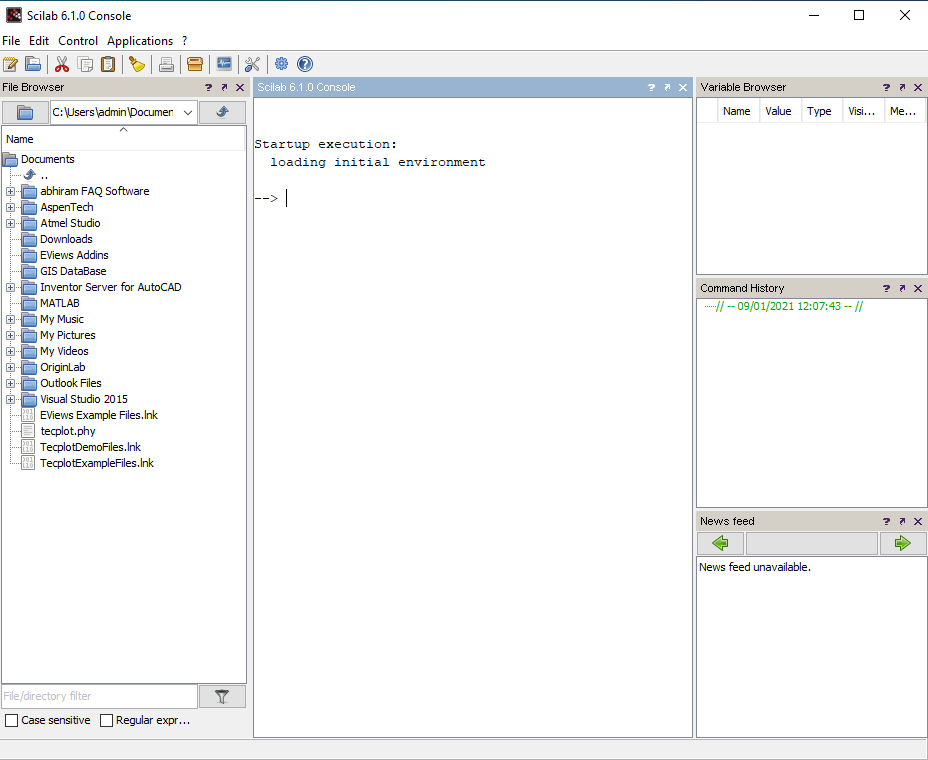 Scilab 6.1.0 Console
File Edit Control Applications ?
File Browser ?
C:\Users\admin\Documen
Name
Documents
..
abhiram FAQ Software
AspenTech
Atmel Studio
Downloads
EViews Addins
GIS DataBase
Inventor Server for AutoCAD
MATLAB
My Music
My Pictures
My Videos
OriginLab
Outlook Files
Visual Studio 2015
EViews Example Files.lnk
tecplot.phy
TecplotDemoFiles.lnk
TecplotExampleFiles.lnk
File/directory filter
Case sensitive Regular expr...
Scilab 6.1.0 Console ?
Startup execution:
loading initial environment
-->
Variable Browser ?
Name Value Type Visi... Me...
Command History ?
// -- 09/01/2021 12:07:43 -- //
News feed ?
News feed unavailable.